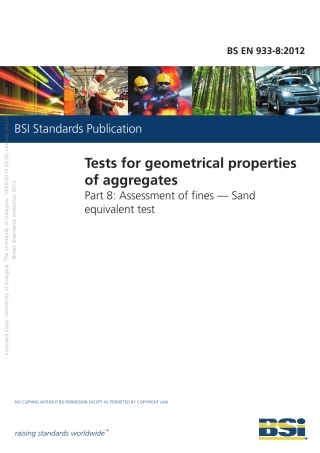 BS EN 933-8:2012
BSI Standards Publication
Tests for geometrical properties
of aggregates
Part 8: Assessment of fines — Sand
equivalent test
NO COPYING WITHOUT BSI PERMISSION EXCEPT AS PERMITTED BY COPYRIGHT LAW
raising standards worldwide™
BSi